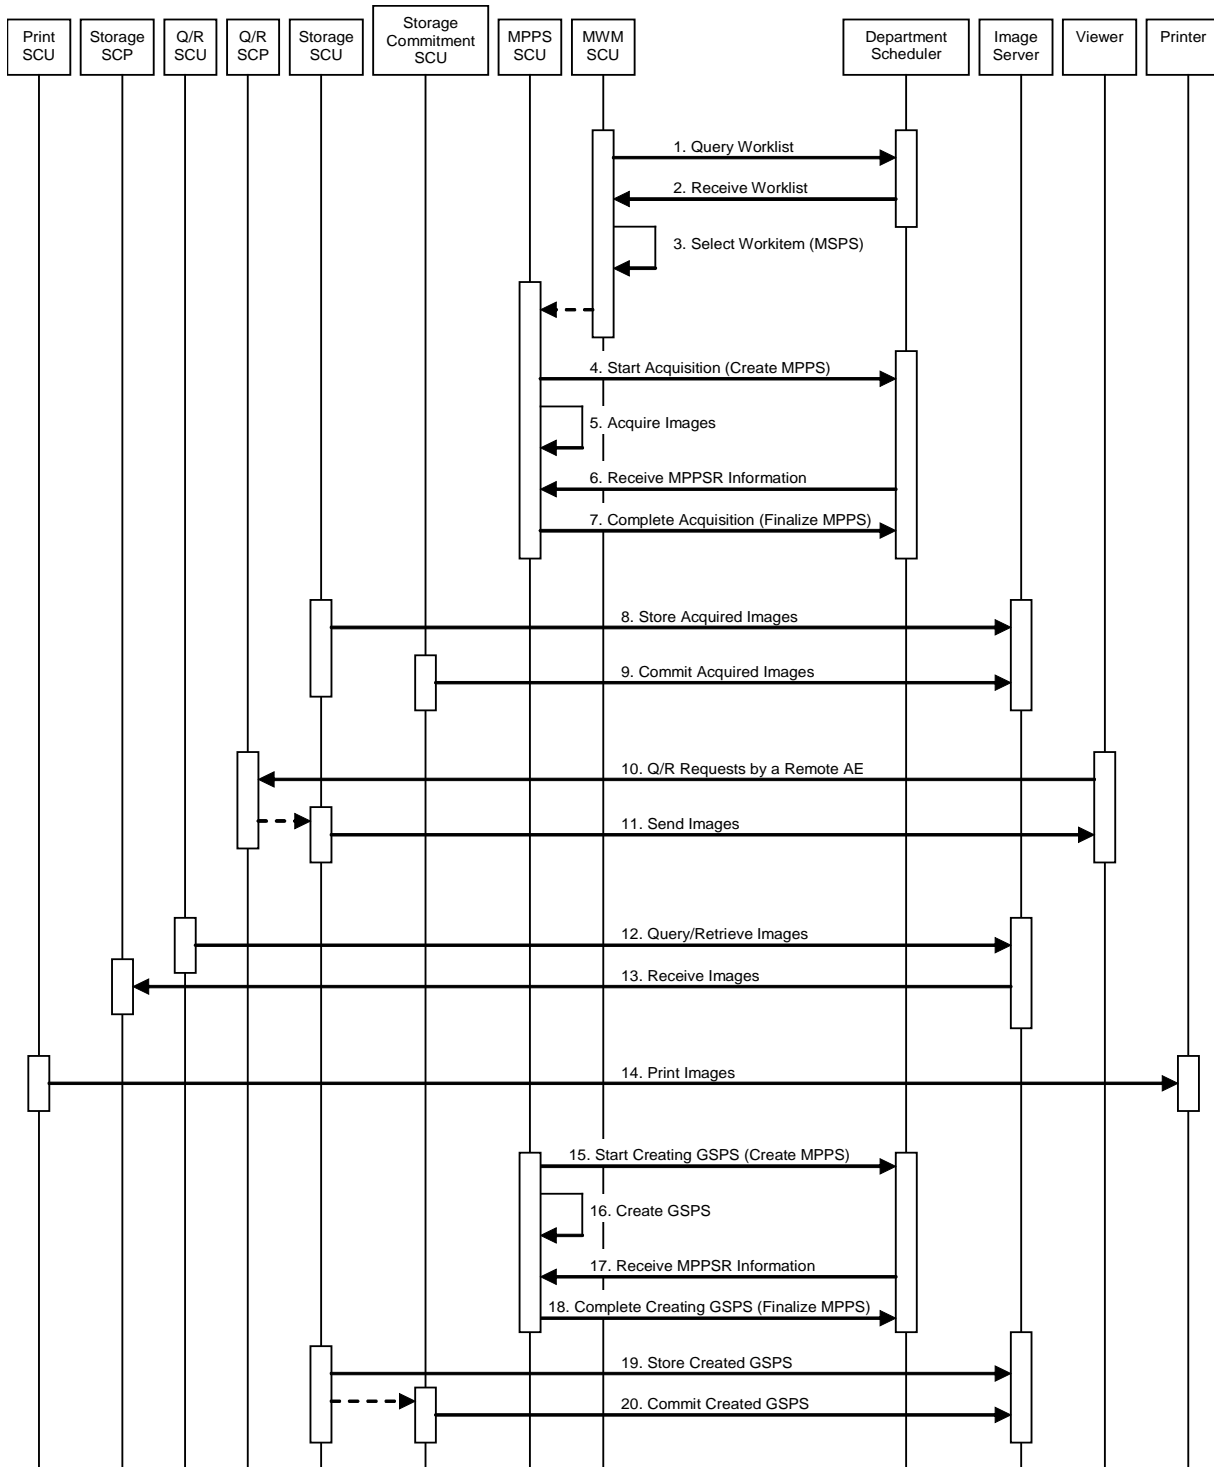 Print
SCU
Storage
SCP
Q/R
SCU
Q/R
SCP
Storage
SCU
Storage
Commitment
SCU
MPPS
SCU
MWM
SCU
Department
Scheduler
Image
Server
Viewer
Printer
1. Query Worklist
2. Receive Worklist
3. Select Workitem (MSPS)
4. Start Acquisition (Create MPPS)
5. Acquire Images
6. Receive MPPSR Information
7. Complete Acquisition (Finalize MPPS)
8. Store Acquired Images
9. Commit Acquired Images
10. Q/R Requests by a Remote AE
11. Send Images
12. Query/Retrieve Images
13. Receive Images
14. Print Images
15. Start Creating GSPS (Create MPPS)
16. Create GSPS
17. Receive MPPSR Information
18. Complete Creating GSPS (Finalize MPPS)
19. Store Created GSPS
20. Commit Created GSPS